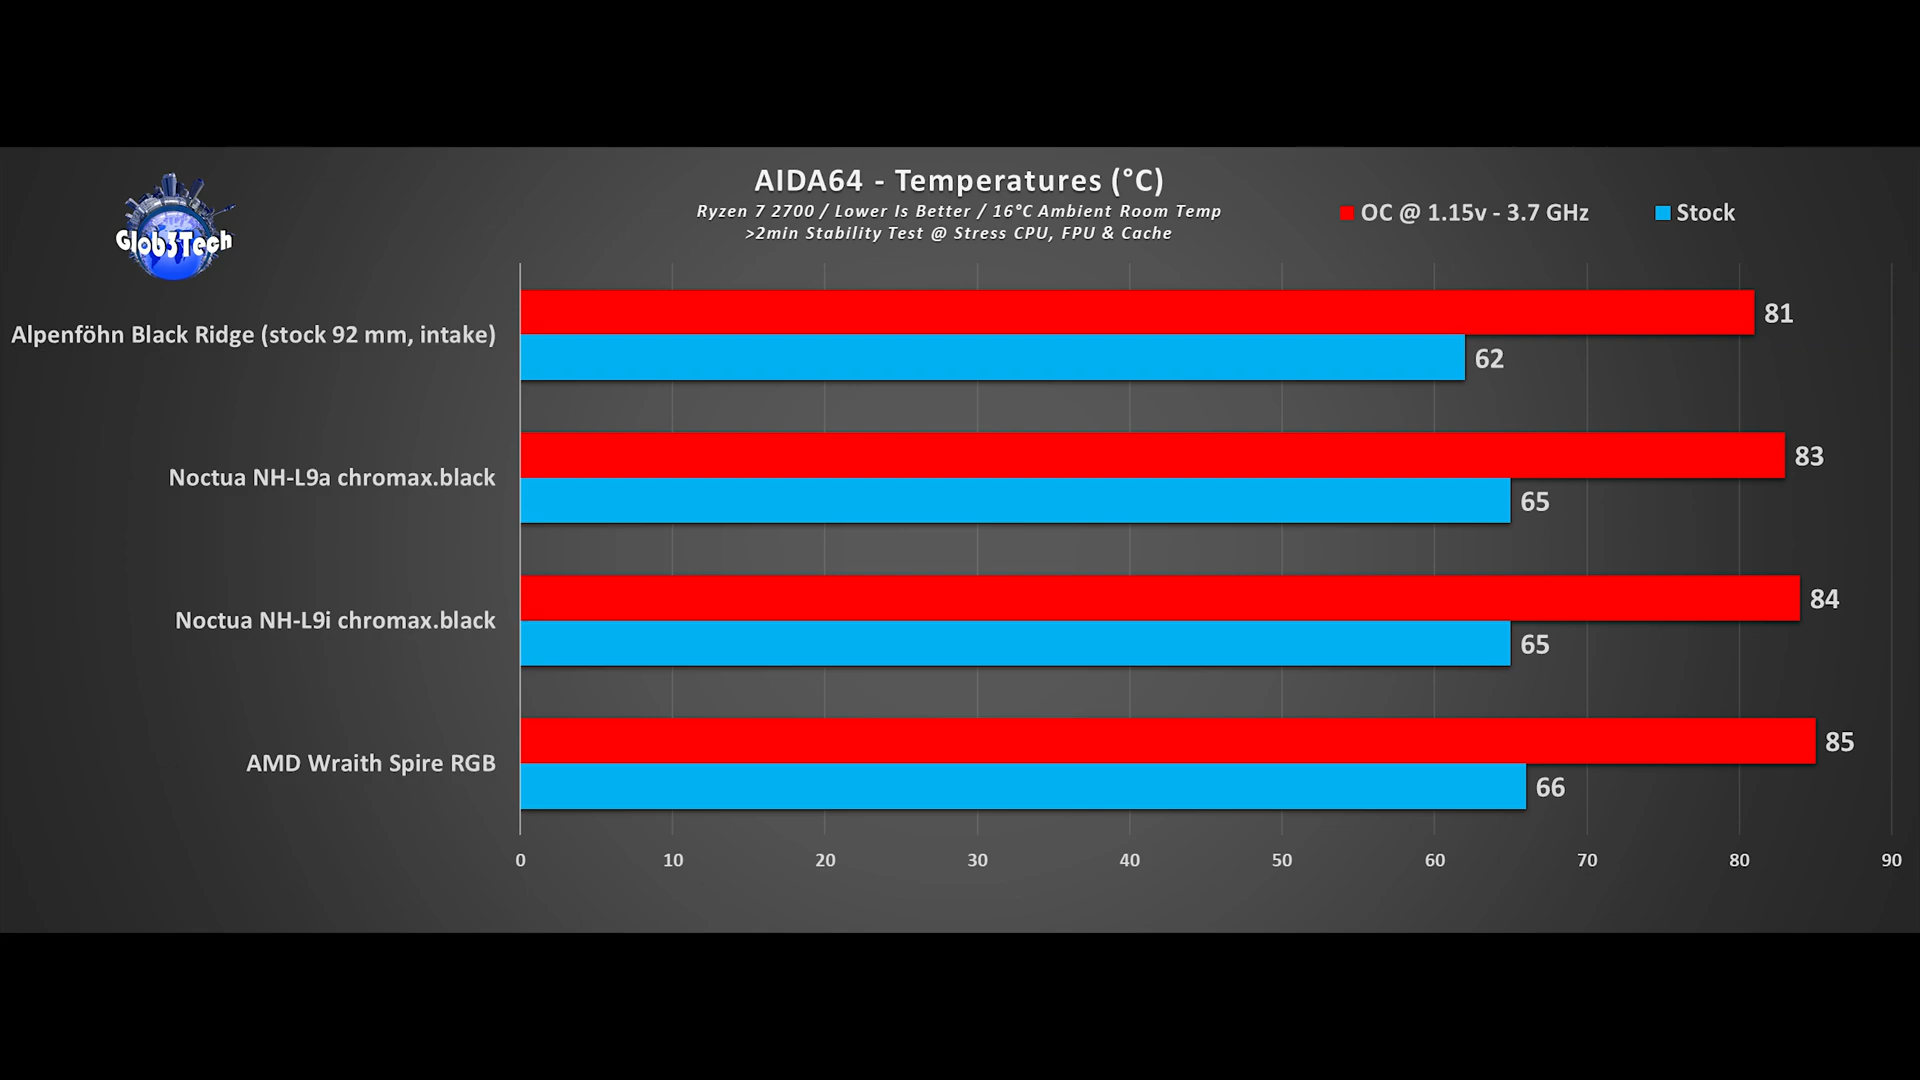 Glob3Tech
AIDA64 - Temperatures (°C)
Ryzen 7 2700 / Lower Is Better / 16°C Ambient Room Temp
>2min Stability Test @ Stress CPU, FPU & Cache
OC @ 1.15v - 3.7 GHz
Stock
Alpenföhn Black Ridge (stock 92 mm, intake)
81
62
Noctua NH-L9a chromax.black
83
65
Noctua NH-L9i chromax.black
84
65
AMD Wraith Spire RGB
85
66
0 10 20 30 40 50 60 70 80 90